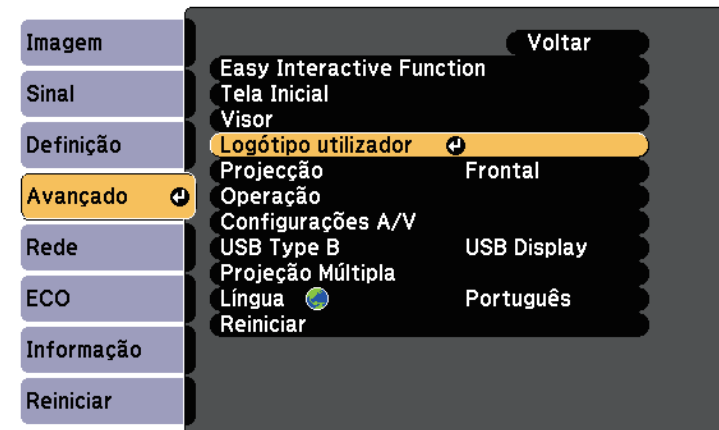 Imagem
Sinal
Definição
Avançado
Rede
ECO
Informação
Reiniciar
Voltar
Easy Interactive Function
Tela Inicial
Visor
Logótipo utilizador
Projecção Frontal
Operação
Configurações A/V
USB Type B USB Display
Projeção Múltipla
Língua Português
Reiniciar